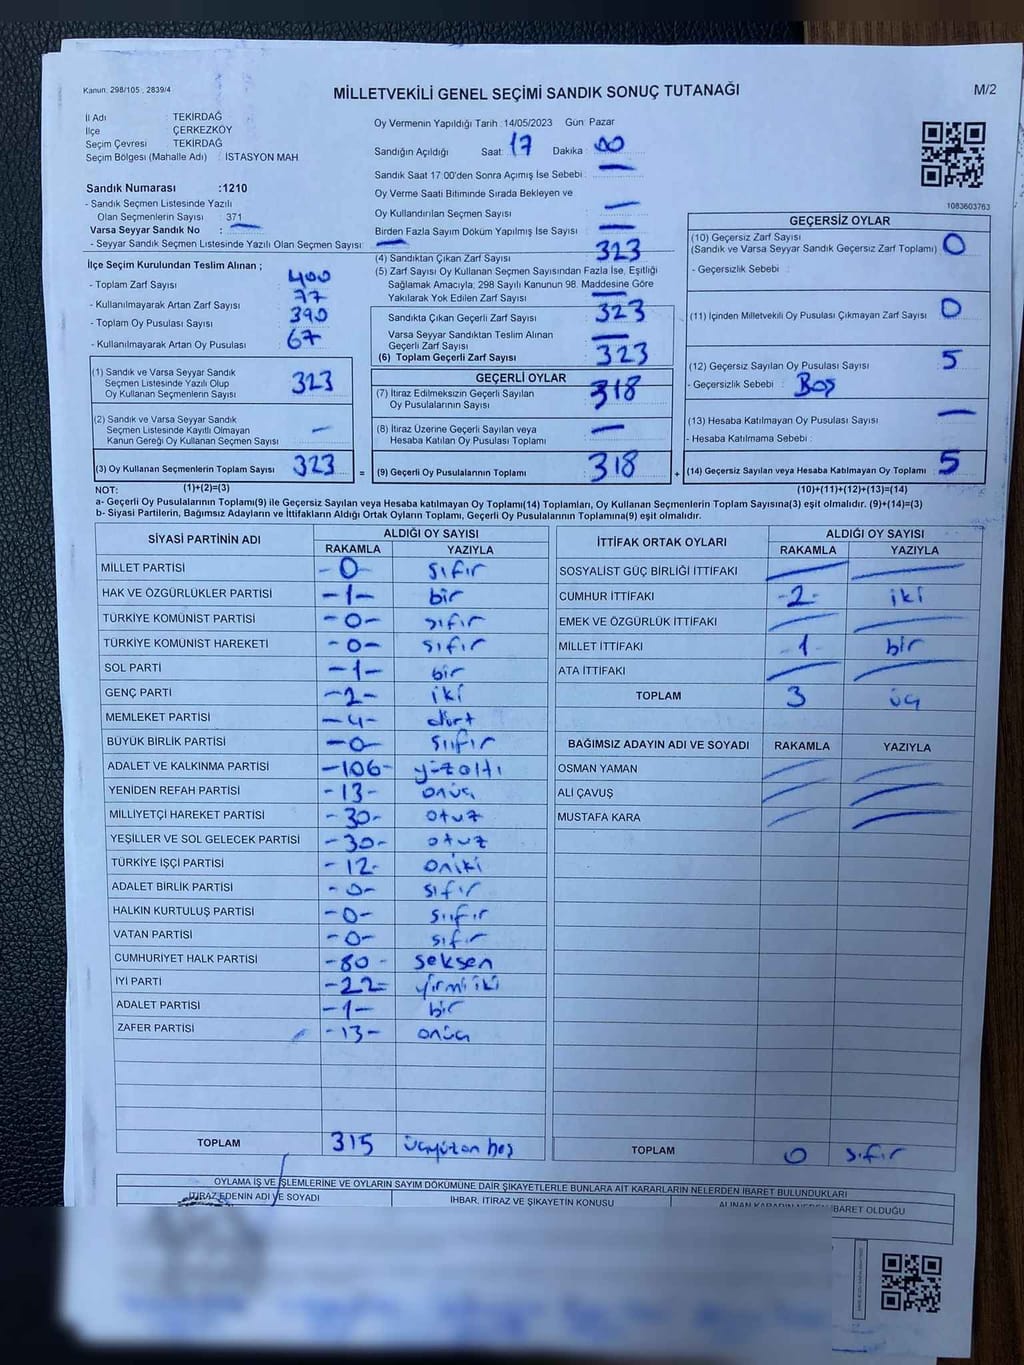 Kanun: 298/105 , 2839/4
MİLLETVEKİLİ GENEL SEÇİMİ SANDIK SONUÇ TUTANAĞI
M/2
İl Adı : TEKİRDAĞ
İlçe : ÇERKEZKÖY
Seçim Çevresi : TEKİRDAĞ
Seçim Bölgesi (Mahalle Adı) : İSTASYON MAH
Sandık Numarası :1210
- Sandık Seçmen Listesinde Yazılı
Olan Seçmenlerin Sayısı : 371
Varsa Seyyar Sandık No : —
- Seyyar Sandık Seçmen Listesinde Yazılı Olan Seçmen Sayısı: —
İlçe Seçim Kurulundan Teslim Alınan ;
- Toplam Zarf Sayısı 400
- Kullanılmayarak Artan Zarf Sayısı 77
- Toplam Oy Pusulası Sayısı 390
- Kullanılmayarak Artan Oy Pusulası 67
(1) Sandık ve Varsa Seyyar Sandık
Seçmen Listesinde Yazılı Olup
Oy Kullanan Seçmenlerin Sayısı 323
(2) Sandık ve Varsa Seyyar Sandık
Seçmen Listesinde Kayıtlı Olmayan
Kanun Gereği Oy Kullanan Seçmen Sayısı —
(3) Oy Kullanan Seçmenlerin Toplam Sayısı 323
(1)+(2)=(3)
Oy Vermenin Yapıldığı Tarih : 14/05/2023 Gün: Pazar
Sandığın Açıldığı Saat: 17 Dakika : 00
Sandık Saat 17:00'den Sonra Açımış İse Sebebi : —
Oy Verme Saati Bitiminde Sırada Bekleyen ve
Oy Kullandırılan Seçmen Sayısı —
Birden Fazla Sayım Döküm Yapılmış İse Sayısı : —
(4) Sandıktan Çıkan Zarf Sayısı 323
(5) Zarf Sayısı Oy Kullanan Seçmen Sayısından Fazla İse, Eşitliği
Sağlamak Amacıyla; 298 Sayılı Kanunun 98. Maddesine Göre
Yakılarak Yok Edilen Zarf Sayısı —
Sandıkta Çıkan Geçerli Zarf Sayısı 323
Varsa Seyyar Sandıktan Teslim Alınan
Geçerli Zarf Sayısı —
(6) Toplam Geçerli Zarf Sayısı 323
GEÇERLİ OYLAR
(7) İtiraz Edilmeksizin Geçerli Sayılan
Oy Pusulalarının Sayısı 318
(8) İtiraz Üzerine Geçerli Sayılan veya
Hesaba Katılan Oy Pusulası Toplamı —
= (9) Geçerli Oy Pusulalarının Toplamı 318
1083603763
GEÇERSİZ OYLAR
(10) Geçersiz Zarf Sayısı
(Sandık ve Varsa Seyyar Sandık Geçersiz Zarf Toplamı) 0
- Geçersizlik Sebebi :
(11) İçinden Milletvekili Oy Pusulası Çıkmayan Zarf Sayısı 0
(12) Geçersiz Sayılan Oy Pusulası Sayısı 5
- Geçersizlik Sebebi : Boş
(13) Hesaba Katılmayan Oy Pusulası Sayısı —
- Hesaba Katılmama Sebebi :
+ (14) Geçersiz Sayılan veya Hesaba Katılmayan Oy Toplamı 5
(10)+(11)+(12)+(13)=(14)
NOT:
a- Geçerli Oy Pusulalarının Toplamı(9) ile Geçersiz Sayılan veya Hesaba katılmayan Oy Toplamı(14) Toplamları, Oy Kullanan Seçmenlerin Toplam Sayısına(3) eşit olmalıdır. (9)+(14)=(3)
b- Siyasi Partilerin, Bağımsız Adayların ve İttifakların Aldığı Ortak Oyların Toplamı, Geçerli Oy Pusulalarının Toplamına(9) eşit olmalıdır.
SİYASİ PARTİNİN ADI ALDIĞI OY SAYISI
RAKAMLA YAZIYLA
MİLLET PARTİSİ -0- sıfır
HAK VE ÖZGÜRLÜKLER PARTİSİ -1- bir
TÜRKİYE KOMÜNİST PARTİSİ -0- sıfır
TÜRKİYE KOMÜNİST HAREKETİ -0- sıfır
SOL PARTİ -1- bir
GENÇ PARTİ -2- iki
MEMLEKET PARTİSİ -4- dört
BÜYÜK BİRLİK PARTİSİ -0- sıfır
ADALET VE KALKINMA PARTİSİ -106- yüzaltı
YENİDEN REFAH PARTİSİ -13- onüç
MİLLİYETÇİ HAREKET PARTİSİ -30- otuz
YEŞİLLER VE SOL GELECEK PARTİSİ -30- otuz
TÜRKİYE İŞÇİ PARTİSİ -12- oniki
ADALET BİRLİK PARTİSİ -0- sıfır
HALKIN KURTULUŞ PARTİSİ -0- sıfır
VATAN PARTİSİ -0- sıfır
CUMHURİYET HALK PARTİSİ -80- seksen
İYİ PARTİ -22- yirmiiki
ADALET PARTİSİ -1- bir
ZAFER PARTİSİ -13- onüç
TOPLAM 315 üçyüzonbeş
İTTİFAK ORTAK OYLARI ALDIĞI OY SAYISI
RAKAMLA YAZIYLA
SOSYALİST GÜÇ BİRLİĞİ İTTİFAKI — —
CUMHUR İTTİFAKI -2- iki
EMEK VE ÖZGÜRLÜK İTTİFAKI — —
MİLLET İTTİFAKI -1- bir
ATA İTTİFAKI — —
TOPLAM 3 üç
BAĞIMSIZ ADAYIN ADI VE SOYADI RAKAMLA YAZIYLA
OSMAN YAMAN — —
ALİ ÇAVUŞ — —
MUSTAFA KARA — —
TOPLAM 0 sıfır
OYLAMA İŞ VE İŞLEMLERİNE VE OYLARIN SAYIM DÖKÜMÜNE DAİR ŞİKAYETLERLE BUNLARA AİT KARARLARIN NELERDEN İBARET BULUNDUKLARI
İTİRAZ EDENİN ADI VE SOYADI İHBAR, İTİRAZ VE ŞİKAYETİN KONUSU ALINAN KARARIN NEDEN İBARET OLDUĞU